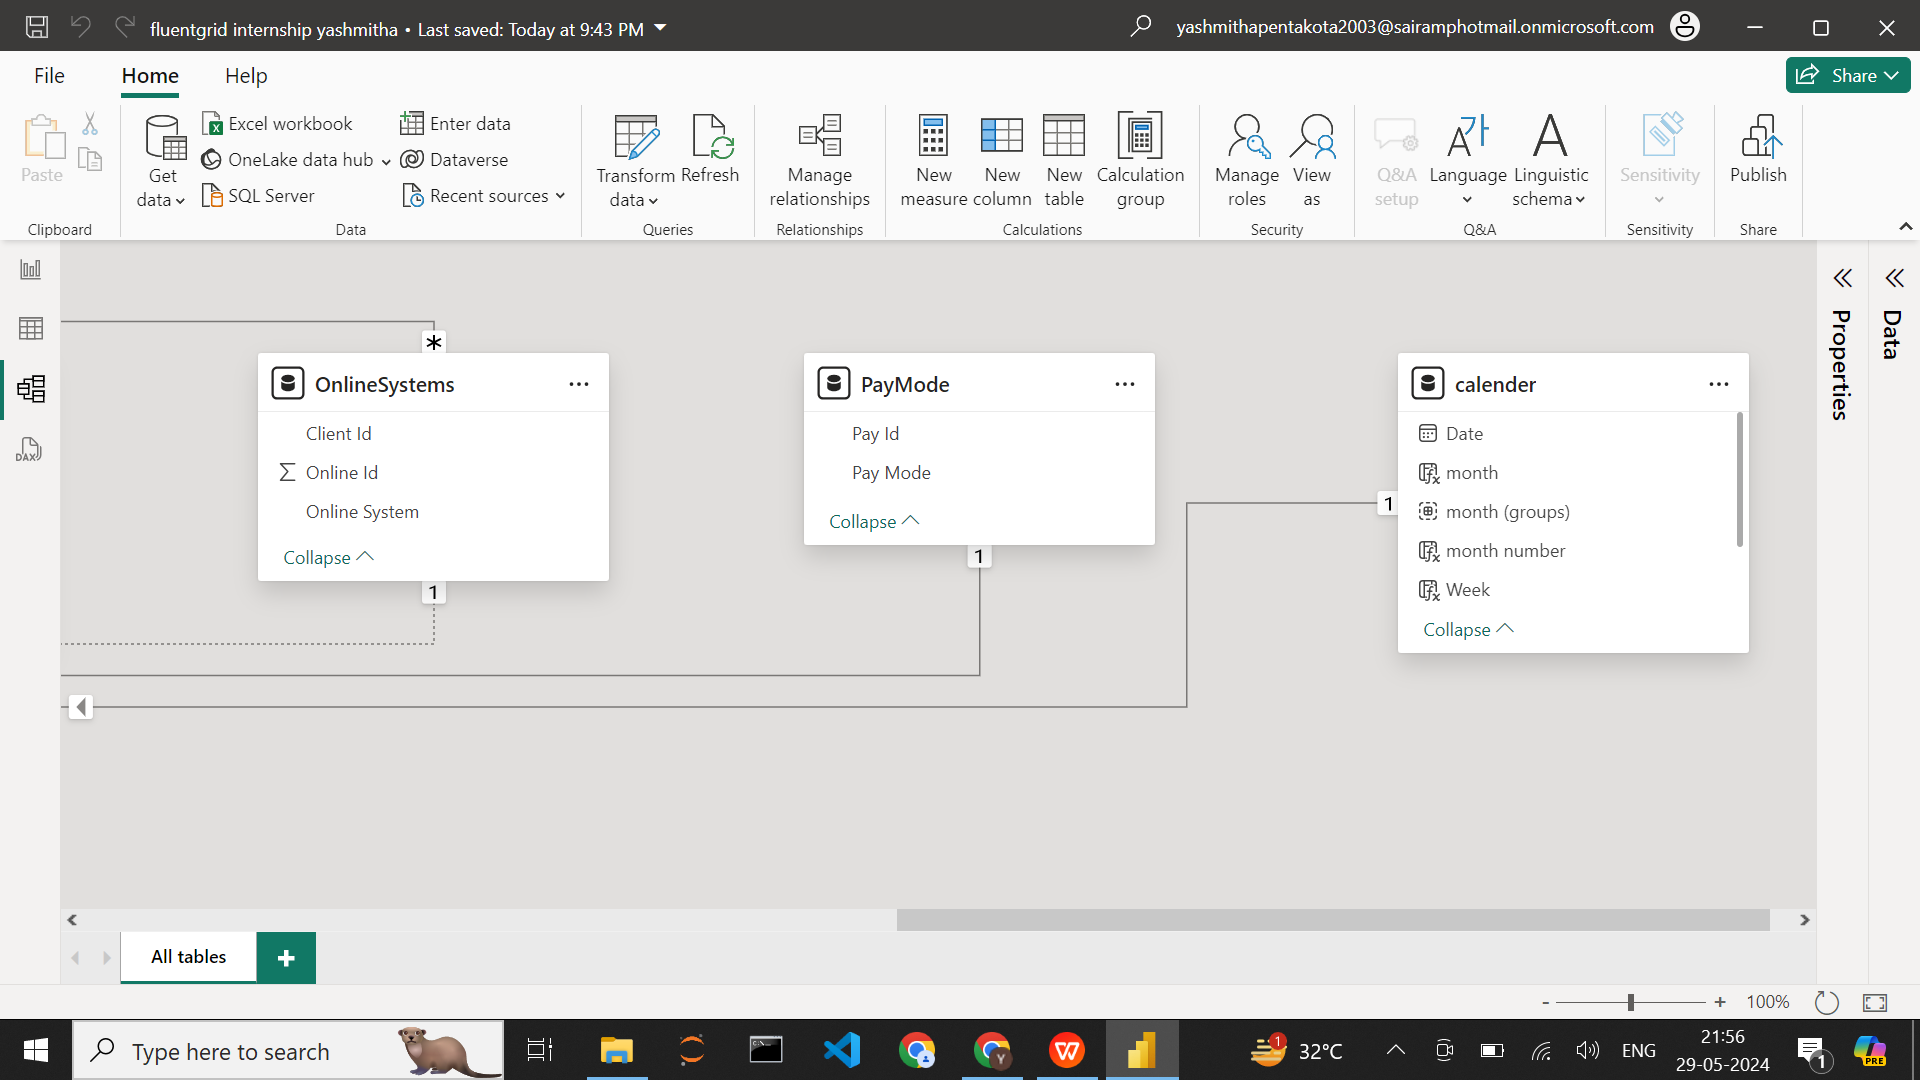 fluentgrid internship yashmitha • Last saved: Today at 9:43 PM
yashmithapentakota2003@sairamphotmail.onmicrosoft.com
File Home Help
Share
Paste
Clipboard
Get data
Excel workbook
OneLake data hub
SQL Server
Enter data
Dataverse
Recent sources
Data
Transform data
Refresh
Queries
Manage relationships
Relationships
New measure
New column
New table
Calculation group
Calculations
Manage roles
View as
Security
Q&A setup
Language
Linguistic schema
Q&A
Sensitivity
Sensitivity
Publish
Share
DAX
*
OnlineSystems ...
Client Id
Σ Online Id
Online System
Collapse
1
PayMode ...
Pay Id
Pay Mode
Collapse
1
1
calender ...
Date
month
month (groups)
month number
Week
Collapse
Properties
Data
All tables
+
- + 100%
Type here to search
1
32°C
ENG
21:56
29-05-2024
1
PRE